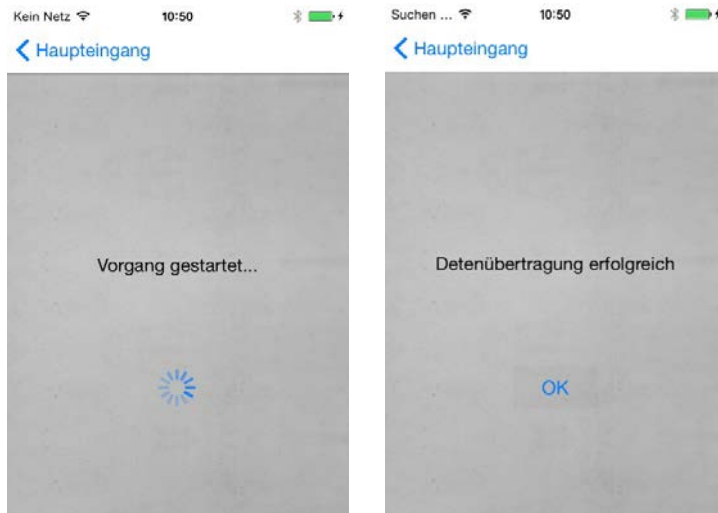 Kein Netz 10:50
Haupteingang
Vorgang gestartet...
Suchen ... 10:50
Haupteingang
Detenübertragung erfolgreich
OK